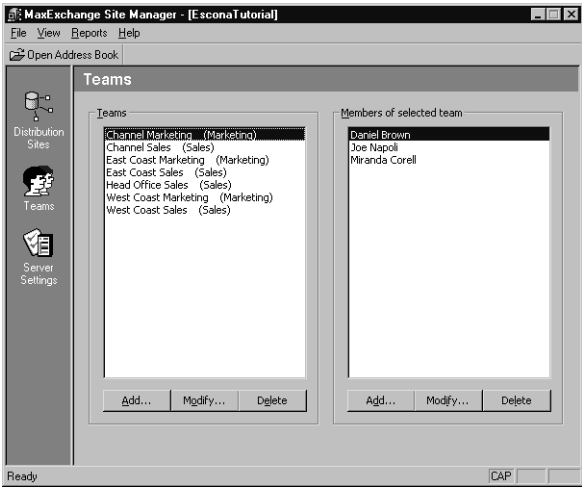 MaxExchange Site Manager - [EsconaTutorial]
File View Reports Help
Open Address Book
Teams
Distribution
Sites
Teams
Server
Settings
Teams
Channel Marketing (Marketing)
Channel Sales (Sales)
East Coast Marketing (Marketing)
East Coast Sales (Sales)
Head Office Sales (Sales)
West Coast Marketing (Marketing)
West Coast Sales (Sales)
Add... Modify... Delete
Members of selected team
Daniel Brown
Joe Napoli
Miranda Corell
Add... Modify... Delete
Ready CAP